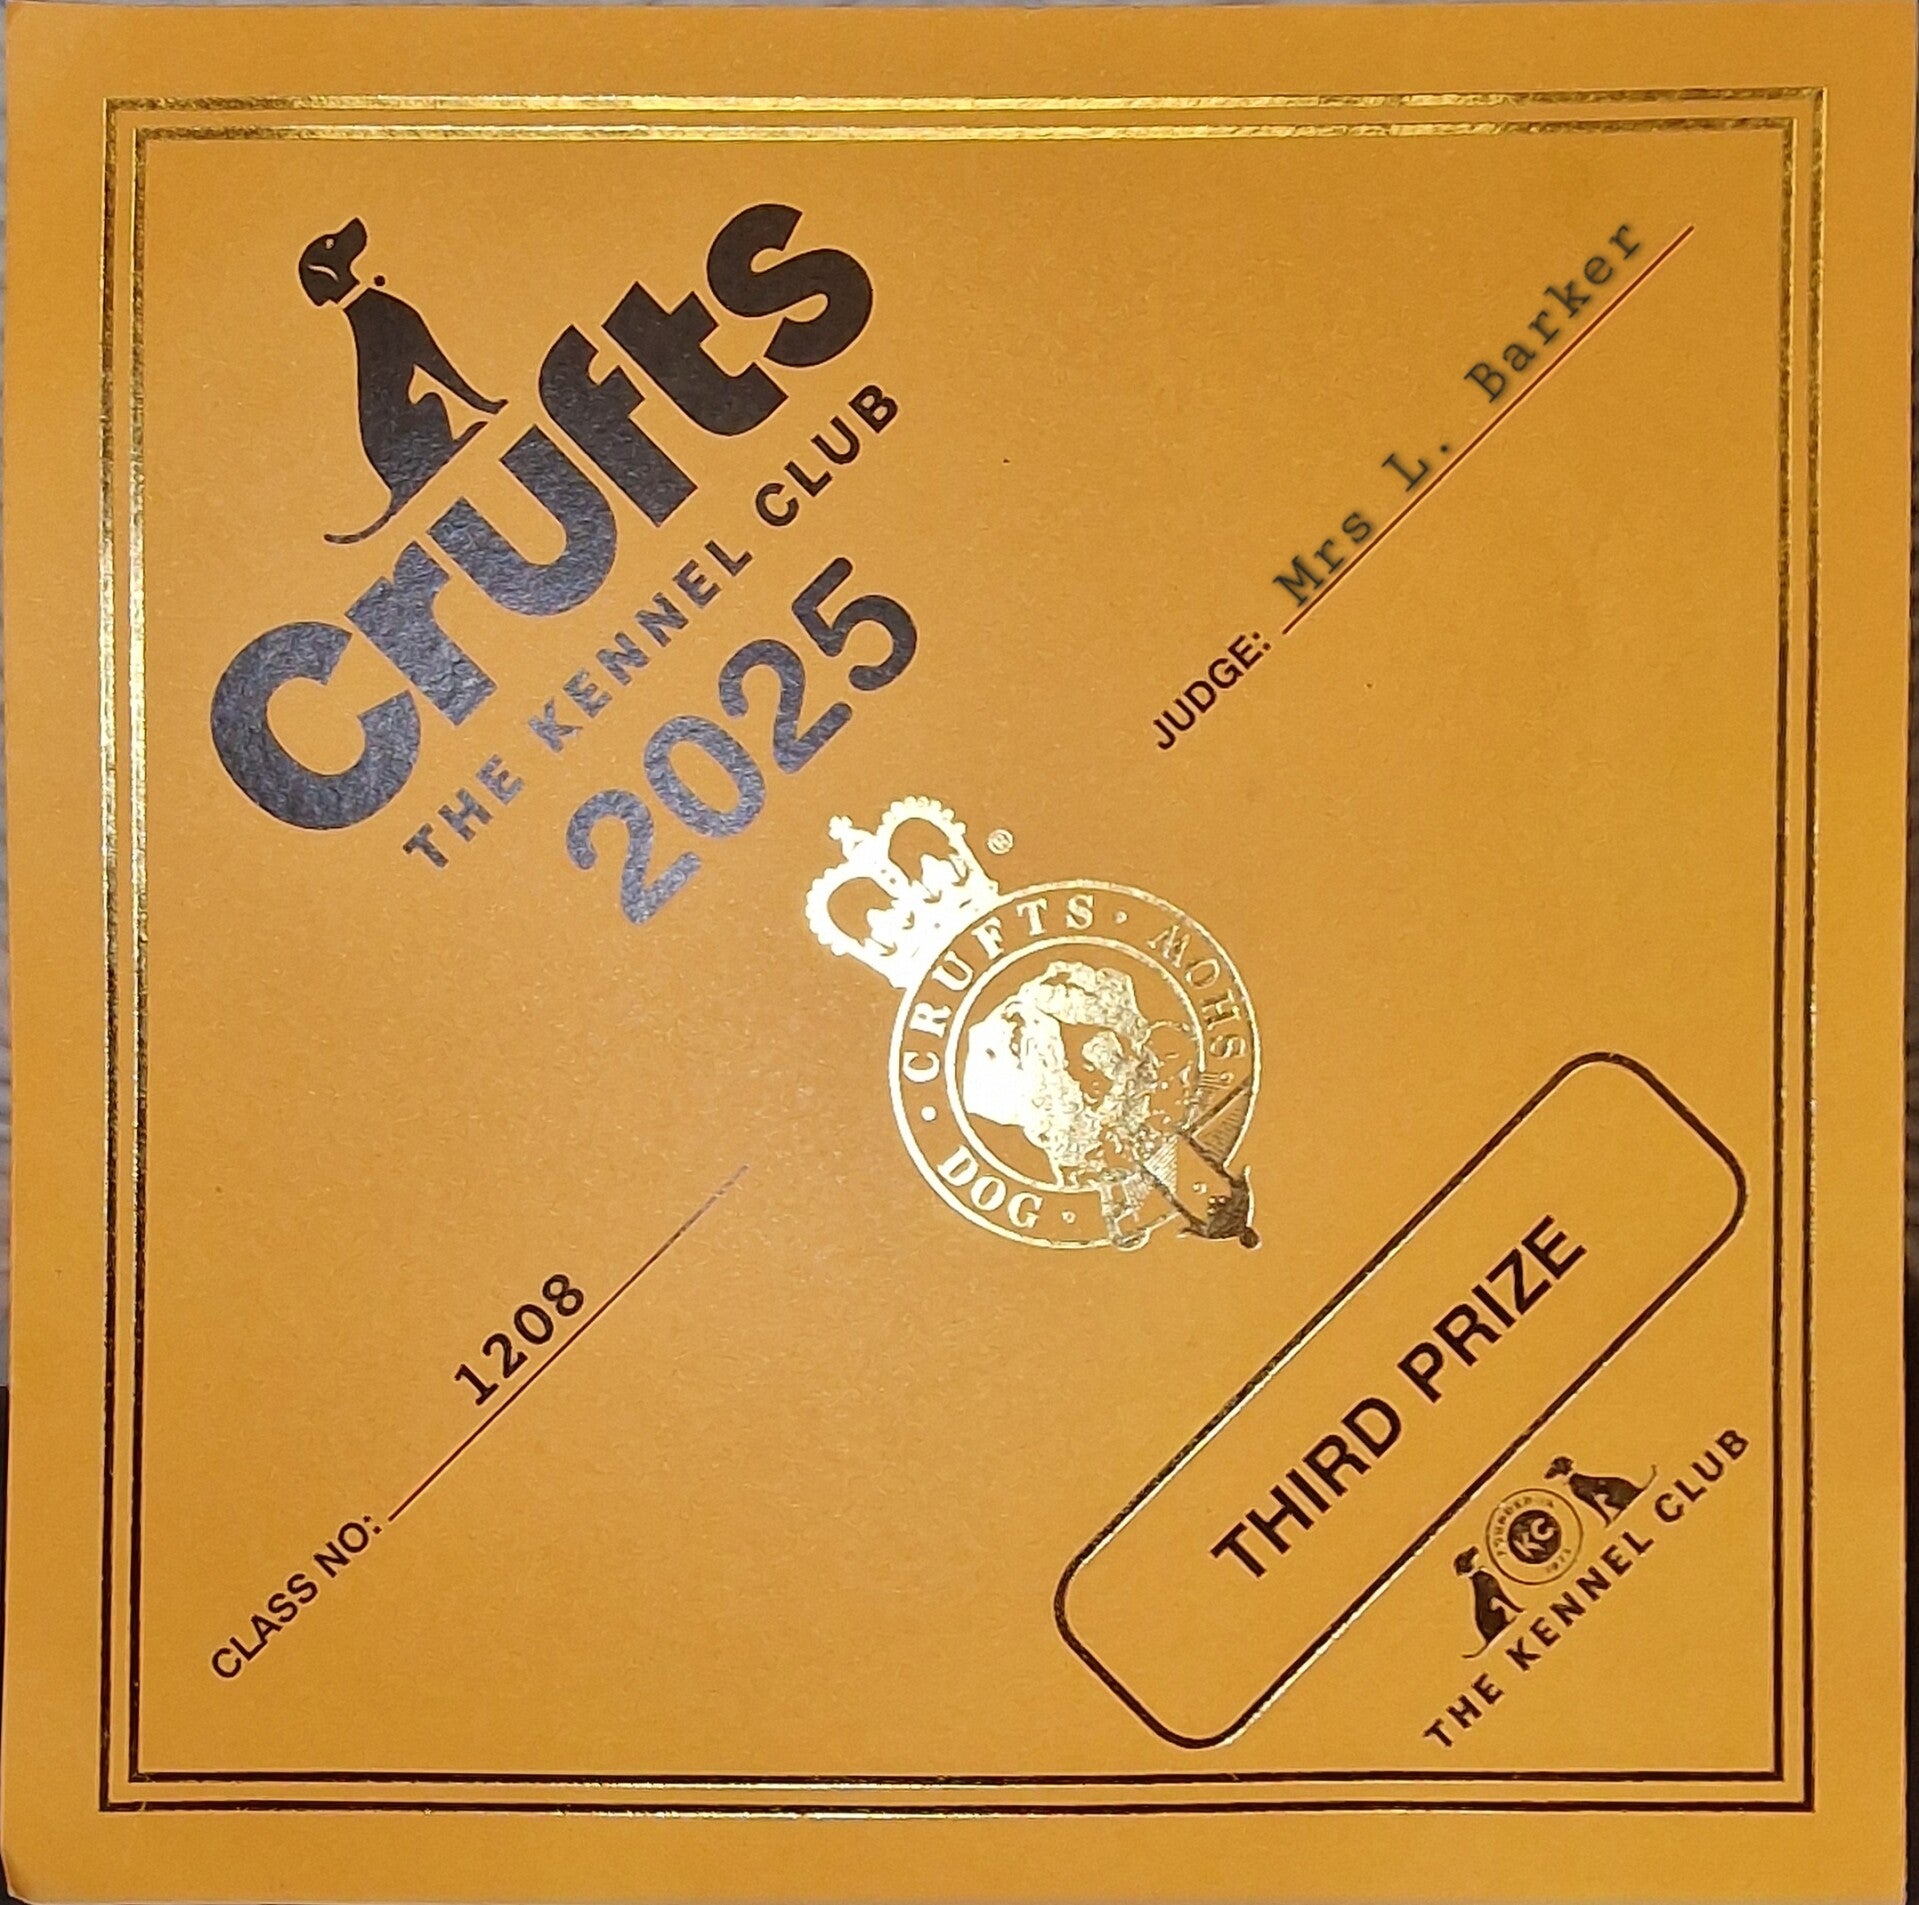 crufts
THE KENNEL CLUB
2025
JUDGE: Mrs L. Barker
®
· CRUFTS · DOG · SHOW
CLASS NO: 1208
THIRD PRIZE
KC
THE KENNEL CLUB